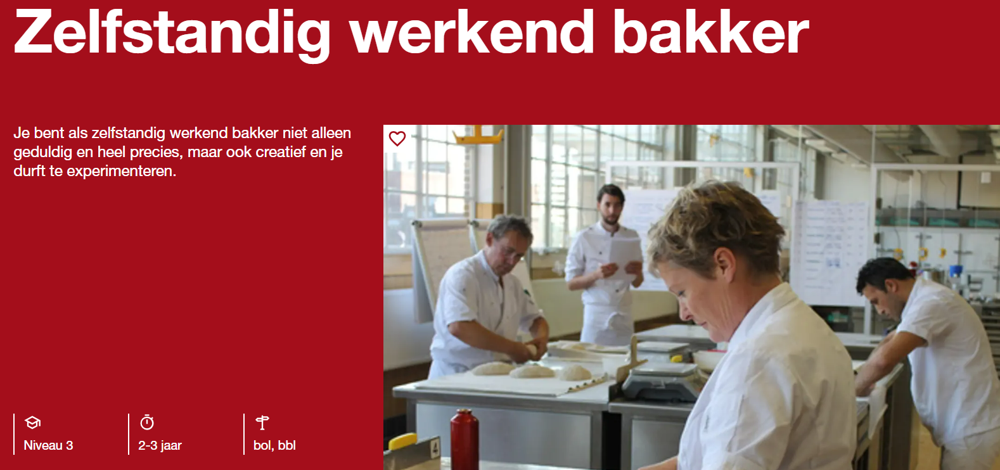 Zelfstandig werkend bakker
Je bent als zelfstandig werkend bakker niet alleen
geduldig en heel precies, maar ook creatief en je
durft te experimenteren.
Niveau 3
2-3 jaar
bol, bbl
4